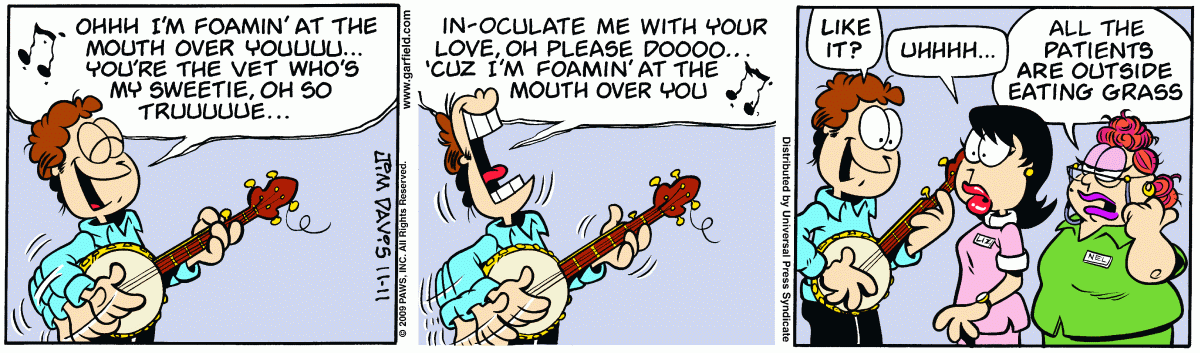 OHHH I'M FOAMIN' AT THE
MOUTH OVER YOUUUU...
YOU'RE THE VET WHO'S
MY SWEETIE, OH SO
TRUUUUUE...
JIM DAVIS 11-11
© 2009 PAWS, INC. All Rights Reserved.
www.garfield.com
IN-OCULATE ME WITH YOUR
LOVE, OH PLEASE DOOOO...
'CUZ I'M FOAMIN' AT THE
MOUTH OVER YOU
Distributed by Universal Press Syndicate
LIKE
IT?
UHHHH...
ALL THE
PATIENTS
ARE OUTSIDE
EATING GRASS
LIZ
NEL